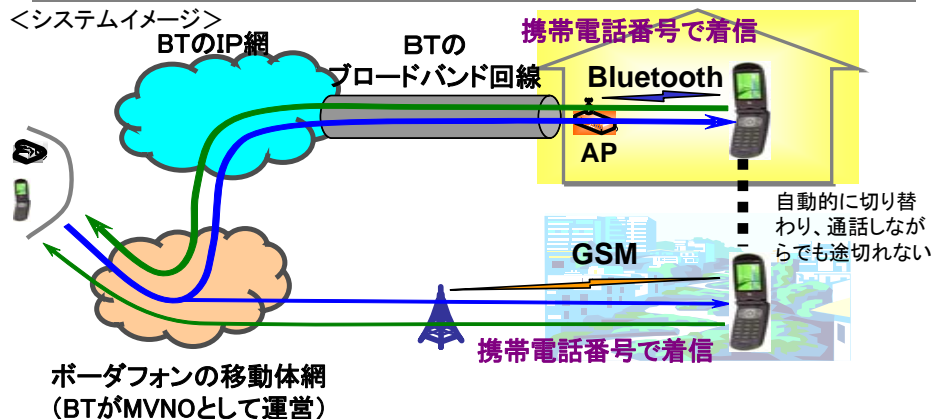 ＜システムイメージ＞
BTのIP網
BTの
ブロードバンド回線
携帯電話番号で着信
Bluetooth
AP
自動的に切り替
わり、通話しなが
らでも途切れない
GSM
携帯電話番号で着信
ボーダフォンの移動体網
（BTがMVNOとして運営）